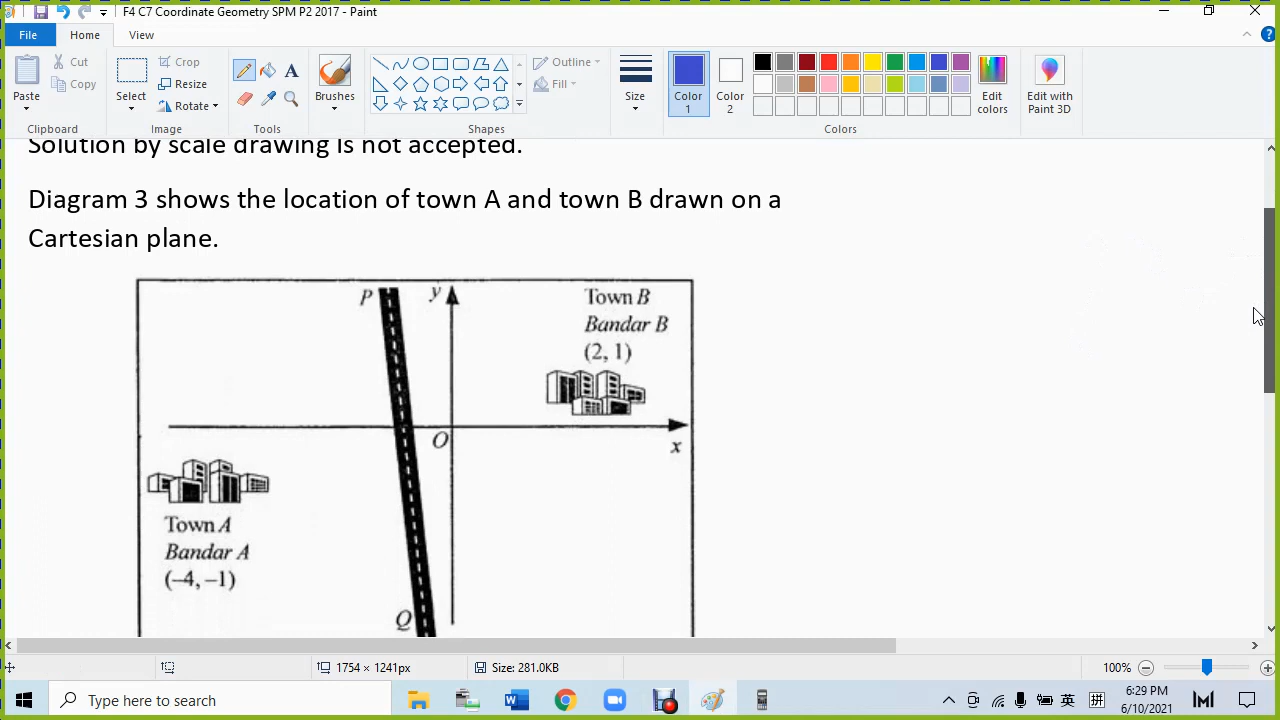 F4 C7 Coordinate Geometry SPM P2 2017 - Paint
File
Home
View
Paste
Cut
Copy
Clipboard
Select
Crop
Resize
Rotate
Image
A
Tools
Brushes
Outline
Fill
Shapes
Size
Color
1
Color
2
Edit
colors
Colors
Edit with
Paint 3D
Solution by scale drawing is not accepted.
Diagram 3 shows the location of town A and town B drawn on a
Cartesian plane.
P
y
Town B
Bandar B
(2, 1)
O
x
Town A
Bandar A
(–4, –1)
Q
1754 × 1241px
Size: 281.0KB
100%
Type here to search
英
拼
6:29 PM
6/10/2021